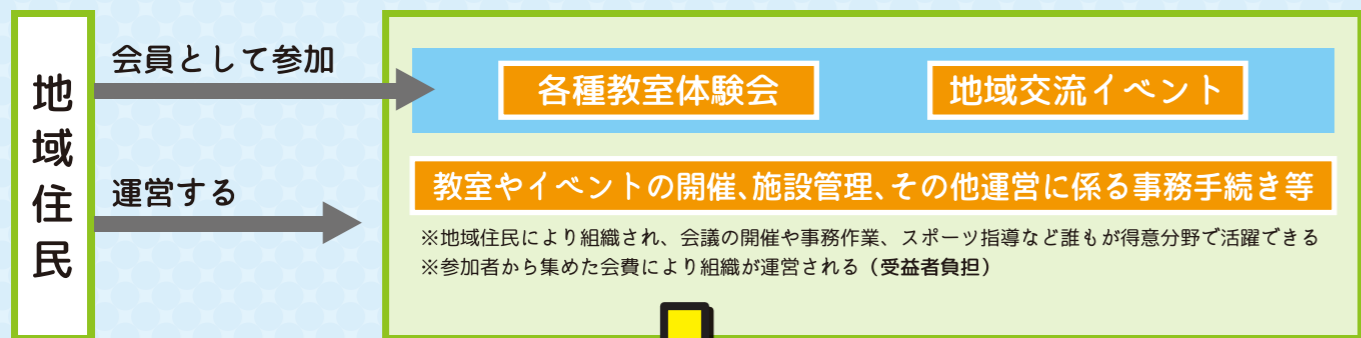 地域住民
会員として参加
各種教室体験会
地域交流イベント
運営する
教室やイベントの開催、施設管理、その他運営に係る事務手続き等
※地域住民により組織され、会議の開催や事務作業、スポーツ指導など誰もが得意分野で活躍できる
※参加者から集めた会費により組織が運営される（受益者負担）